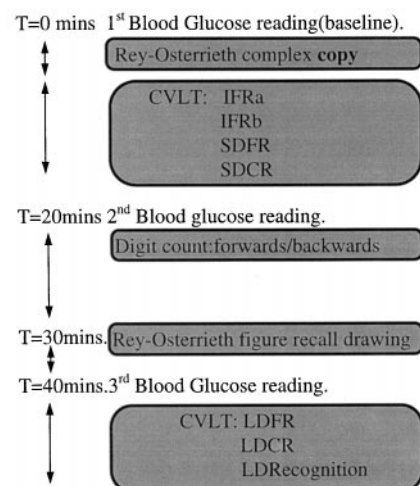 T=0 mins 1st Blood Glucose reading(baseline).
Rey-Osterrieth complex copy
CVLT: IFRa
IFRb
SDFR
SDCR
T=20mins 2nd Blood glucose reading.
Digit count:forwards/backwards
T=30mins. Rey-Osterrieth figure recall drawing
T=40mins.3rd Blood Glucose reading.
CVLT: LDFR
LDCR
LDRecognition